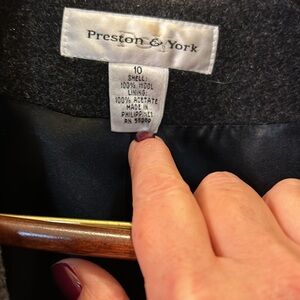 Preston & York
10
SHELL:
100% WOOL
LINING:
100% ACETATE
MADE IN
PHILIPPINES